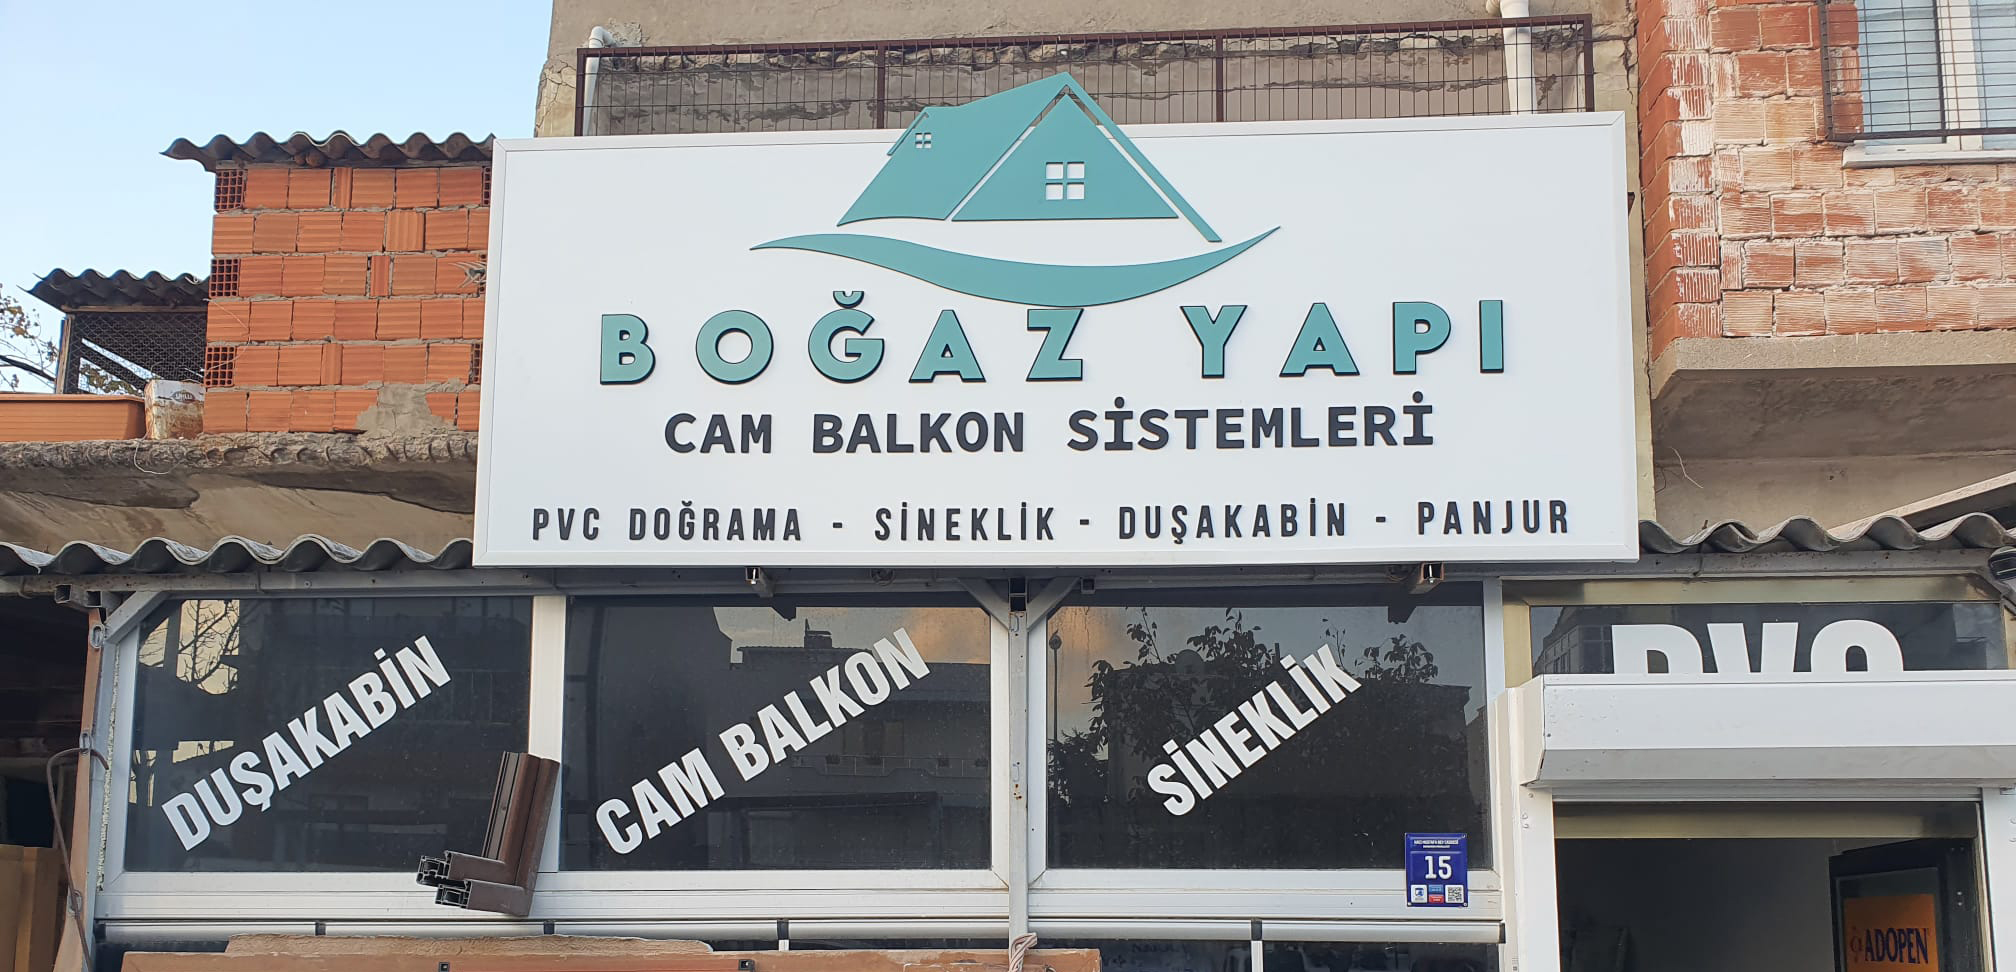 BOĞAZ YAPI
CAM BALKON SİSTEMLERİ
PVC DOĞRAMA - SİNEKLİK - DUŞAKABİN - PANJUR
DUŞAKABİN
CAM BALKON
SİNEKLİK
PVC
15
ADOPEN